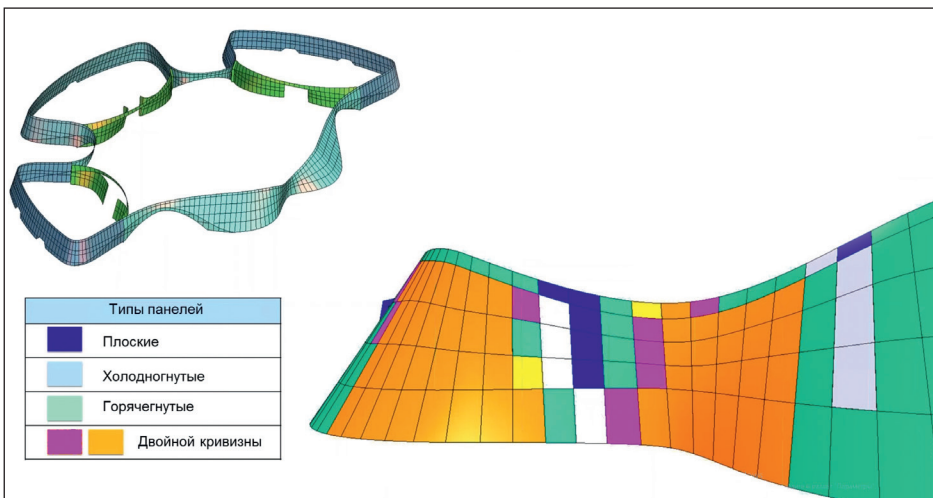 Типы панелей
Плоские
Холодногнутые
Горячегнутые
Двойной кривизны